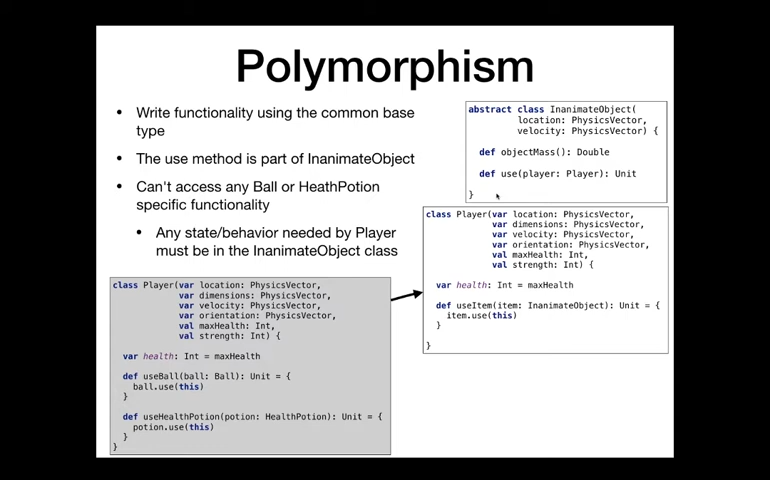 Polymorphism
• Write functionality using the common base
type
• The use method is part of InanimateObject
• Can't access any Ball or HeathPotion
specific functionality
• Any state/behavior needed by Player
must be in the InanimateObject class
abstract class InanimateObject(
location: PhysicsVector,
velocity: PhysicsVector) {
def objectMass(): Double
def use(player: Player): Unit
}
class Player(var location: PhysicsVector,
var dimensions: PhysicsVector,
var velocity: PhysicsVector,
var orientation: PhysicsVector,
val maxHealth: Int,
val strength: Int) {
var health: Int = maxHealth
def useItem(item: InanimateObject): Unit = {
item.use(this)
}
}
class Player(var location: PhysicsVector,
var dimensions: PhysicsVector,
var velocity: PhysicsVector,
var orientation: PhysicsVector,
val maxHealth: Int,
val strength: Int) {
var health: Int = maxHealth
def useBall(ball: Ball): Unit = {
ball.use(this)
}
def useHealthPotion(potion: HealthPotion): Unit = {
potion.use(this)
}
}